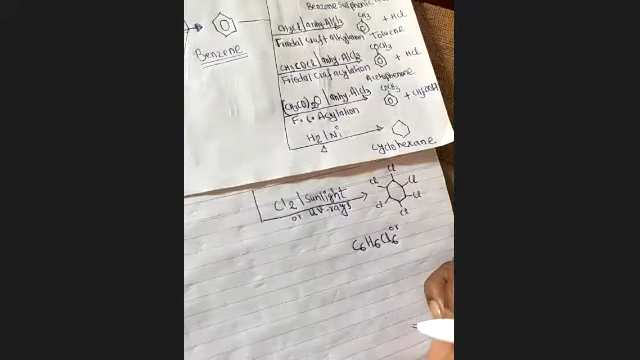 Benzene sulphonic
Benzene
CH3Cl | anhy. AlCl3
CH3
+ HCl
Friedal Craft alkylation
Toluene
CH3COCl | anhy. AlCl3
COCH3
+ HCl
Friedal Craft acylation
Acetophenone
(CH3CO)2O | anhy. AlCl3
COCH3
+ CH3COOH
F. C. Acylation
H2 | Ni
Δ
cyclohexane
Cl2 | Sunlight
or UV-rays
Cl
Cl Cl
Cl Cl
Cl
or
C6H6Cl6